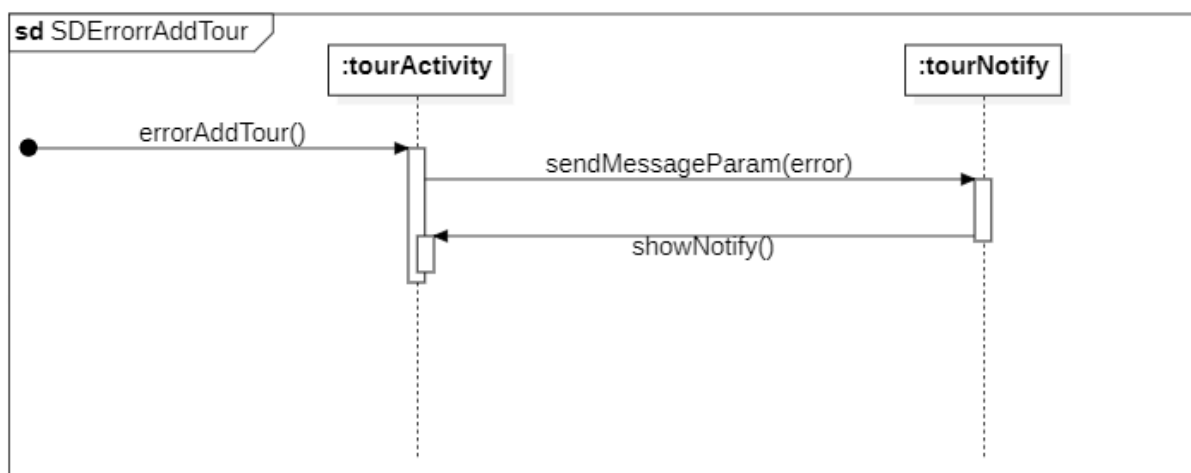 sd SDErrorrAddTour
:tourActivity
:tourNotify
errorAddTour()
sendMessageParam(error)
showNotify()